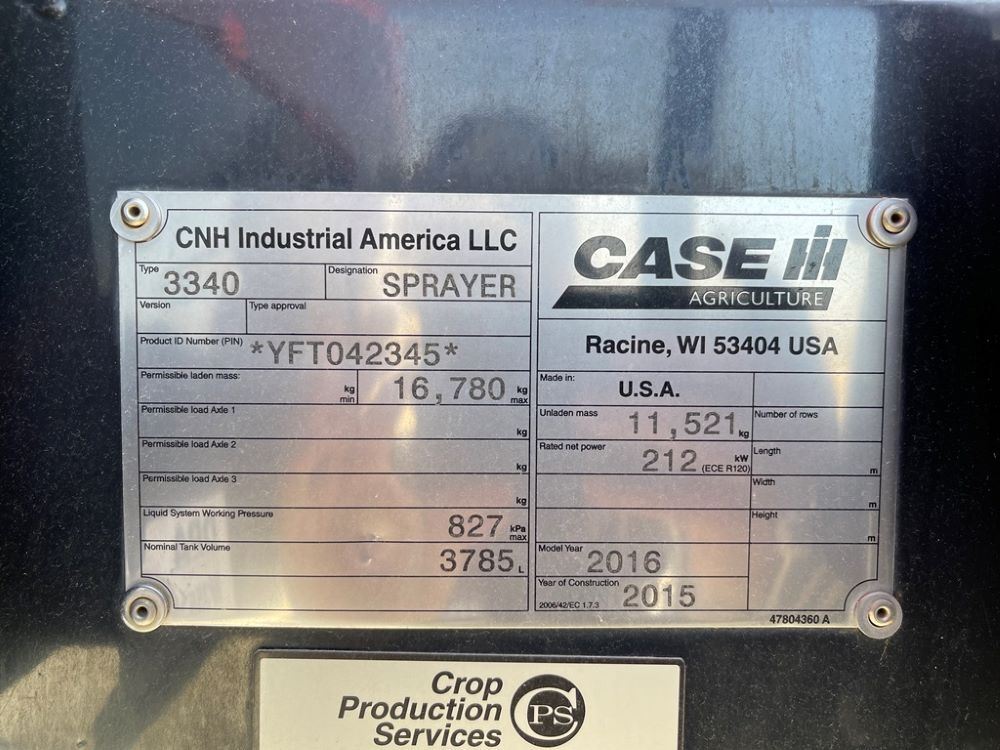 CNH Industrial America LLC
Type 3340 Designation SPRAYER
Version Type approval
Product ID Number (PIN) *YFT042345*
Permissible laden mass: kg min 16,780 kg max
Permissible load Axle 1 kg
Permissible load Axle 2 kg
Permissible load Axle 3 kg
Liquid System Working Pressure 827 kPa max
Nominal Tank Volume 3785 L
CASE IH
AGRICULTURE
Racine, WI 53404 USA
Made in: U.S.A.
Unladen mass 11,521 kg Number of rows
Rated net power 212 kW (ECE R120) Length m
Width m
Height m
Model Year 2016
Year of Construction 2015
2006/42/EC 1.7.3
47804360 A
Crop
Production
Services
CPS